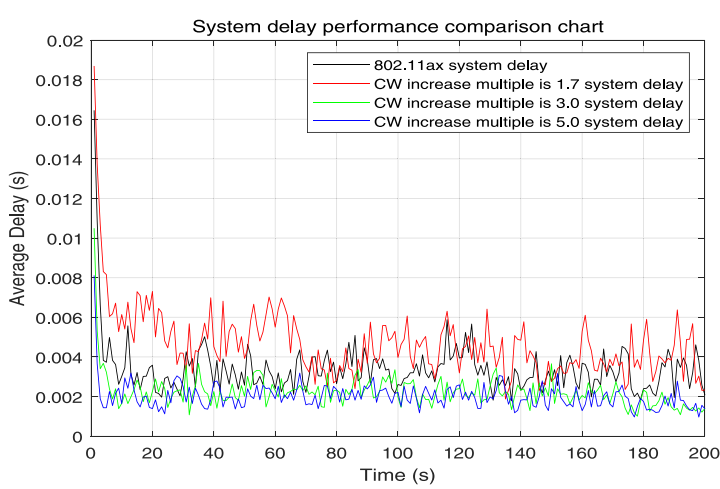 System delay performance comparison chart
0.02
0.018
0.016
0.014
0.012
0.01
0.008
0.006
0.004
0.002
0
Average Delay (s)
802.11ax system delay
CW increase multiple is 1.7 system delay
CW increase multiple is 3.0 system delay
CW increase multiple is 5.0 system delay
0 20 40 60 80 100 120 140 160 180 200
Time (s)